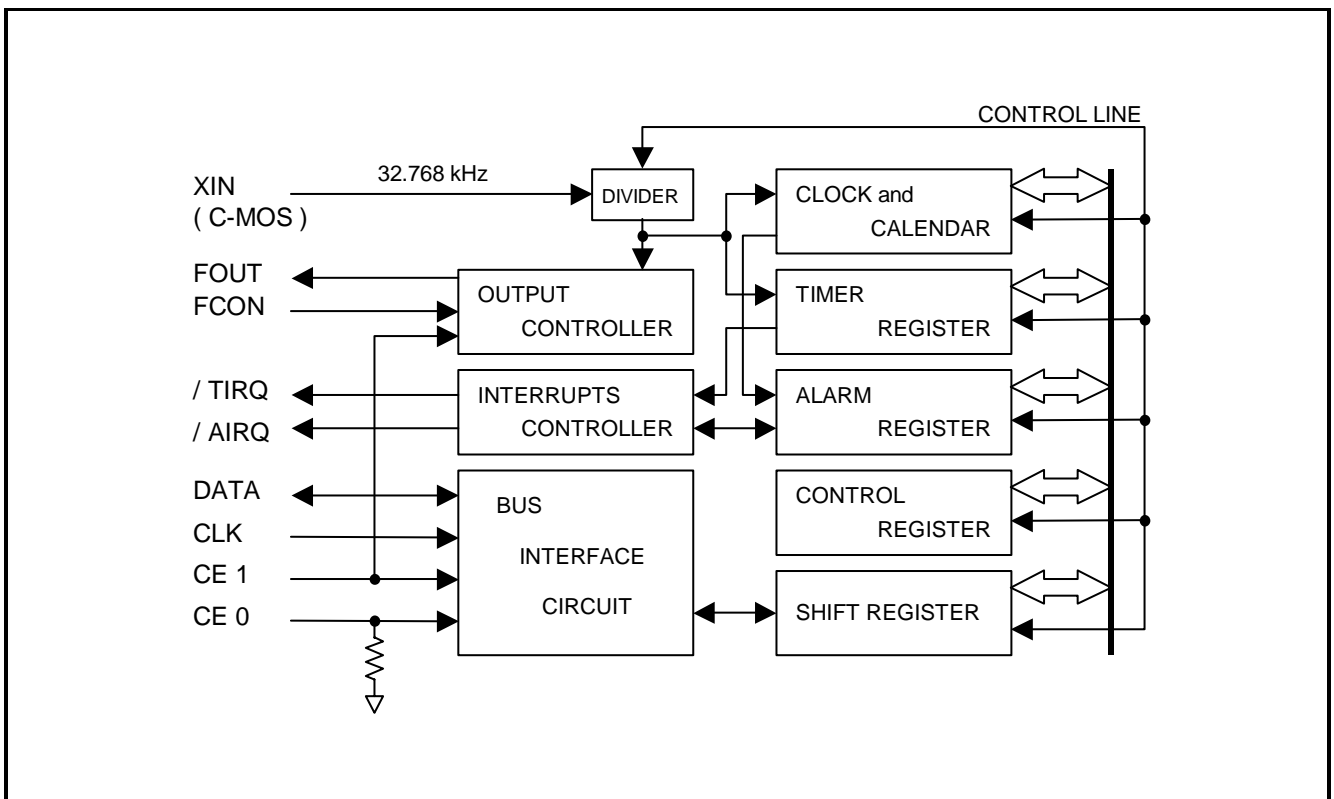 CONTROL LINE
XIN
32.768 kHz
( C-MOS )
DIVIDER
CLOCK and
CALENDAR
FOUT
FCON
OUTPUT
CONTROLLER
TIMER
REGISTER
/ TIRQ
/ AIRQ
INTERRUPTS
CONTROLLER
ALARM
REGISTER
DATA
CLK
CE 1
CE 0
BUS
INTERFACE
CIRCUIT
CONTROL
REGISTER
SHIFT REGISTER